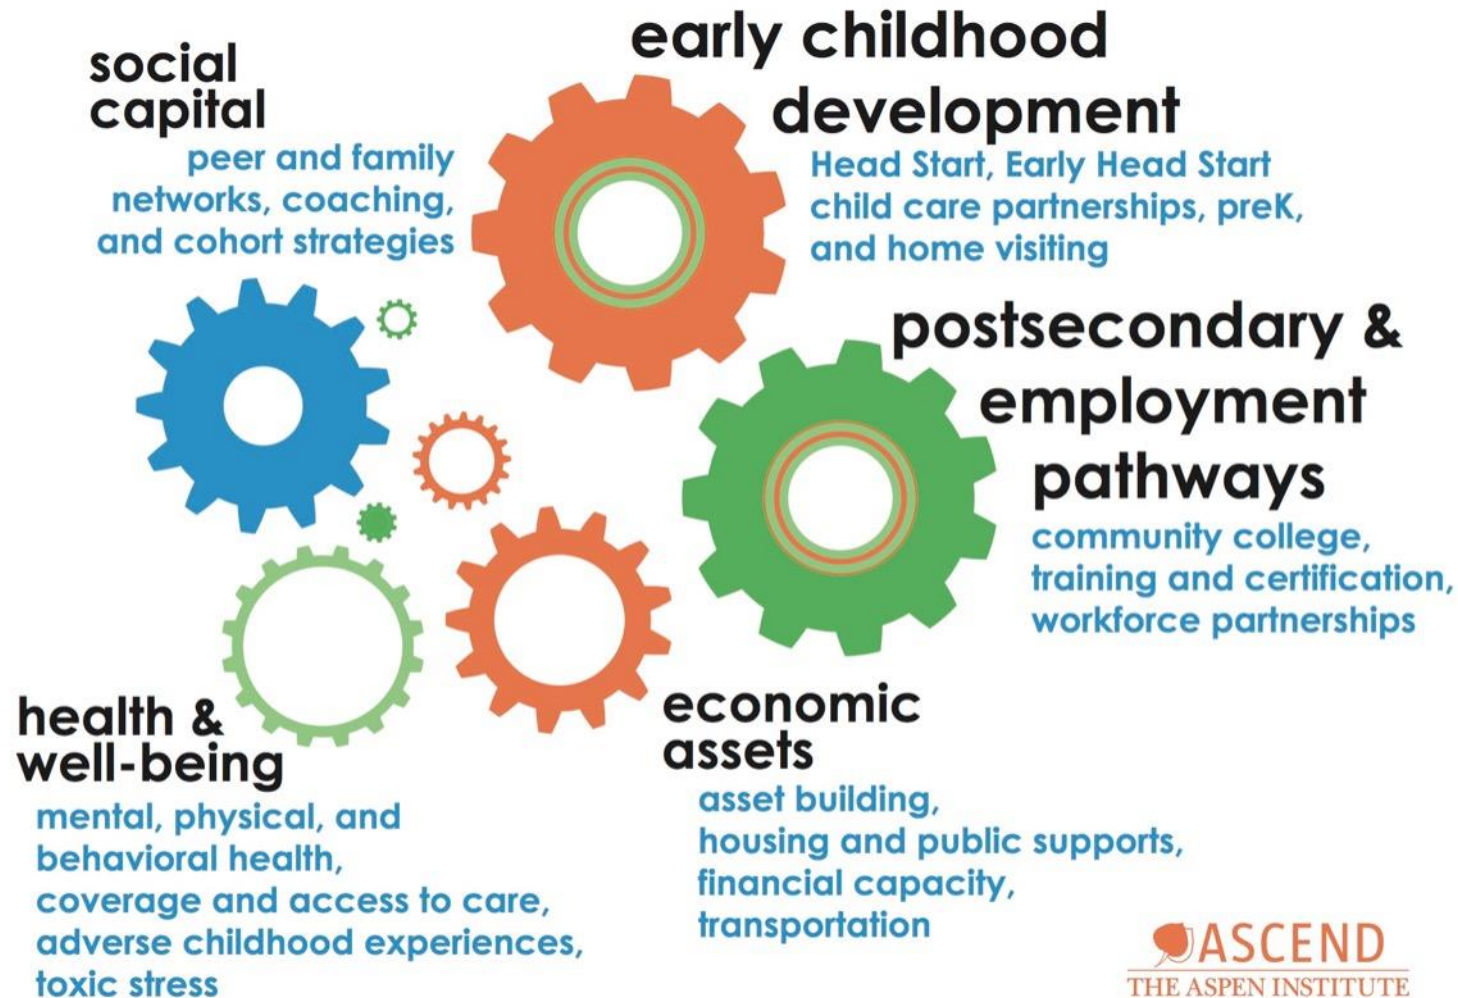 social
capital
peer and family
networks, coaching,
and cohort strategies
early childhood
development
Head Start, Early Head Start
child care partnerships, preK,
and home visiting
postsecondary &
employment
pathways
community college,
training and certification,
workforce partnerships
health &
well-being
mental, physical, and
behavioral health,
coverage and access to care,
adverse childhood experiences,
toxic stress
economic
assets
asset building,
housing and public supports,
financial capacity,
transportation
ASCEND
THE ASPEN INSTITUTE